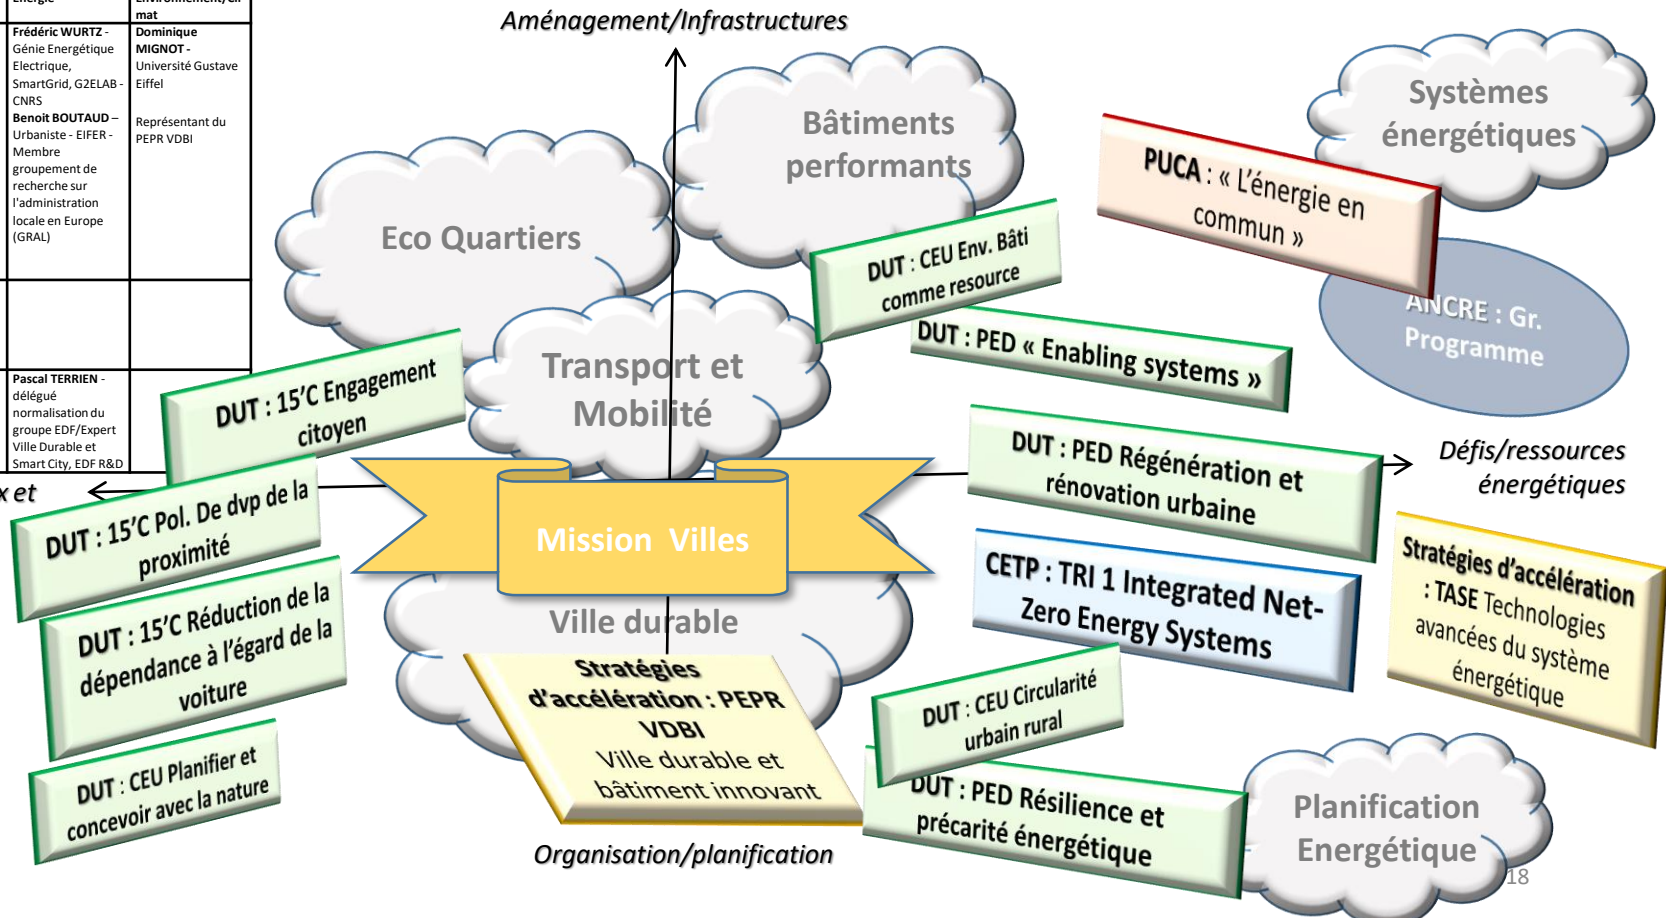 Energie
Environnement/Cli
mat
Frédéric WURTZ -
Génie Energétique
Electrique,
SmartGrid, G2ELAB -
CNRS
Benoit BOUTAUD –
Urbaniste - EIFER -
Membre
groupement de
recherche sur
l'administration
locale en Europe
(GRAL)
Dominique
MIGNOT -
Université Gustave
Eiffel
Représentant du
PEPR VDBI
Pascal TERRIEN -
délégué
normalisation du
groupe EDF/Expert
Ville Durable et
Smart City, EDF R&D
Aménagement/Infrastructures
Bâtiments
performants
Systèmes
énergétiques
PUCA : « L'énergie en
commun »
Eco Quartiers
DUT : CEU Env. Bâti
comme resource
ANCRE : Gr.
Programme
DUT : PED « Enabling systems »
Transport et
Mobilité
DUT : 15’C Engagement
citoyen
DUT : PED Régénération et
rénovation urbaine
Défis/ressources
énergétiques
x et
DUT : 15’C Pol. De dvp de la
proximité
Mission Villes
CETP : TRI 1 Integrated Net-
Zero Energy Systems
Stratégies d’accélération
: TASE Technologies
avancées du système
énergétique
DUT : 15’C Réduction de la
dépendance à l’égard de la
voiture
Ville durable
Stratégies
d’accélération : PEPR
VDBI
Ville durable et
bâtiment innovant
DUT : CEU Circularité
urbain rural
DUT : CEU Planifier et
concevoir avec la nature
DUT : PED Résilience et
précarité énergétique
Planification
Energétique
Organisation/planification
18